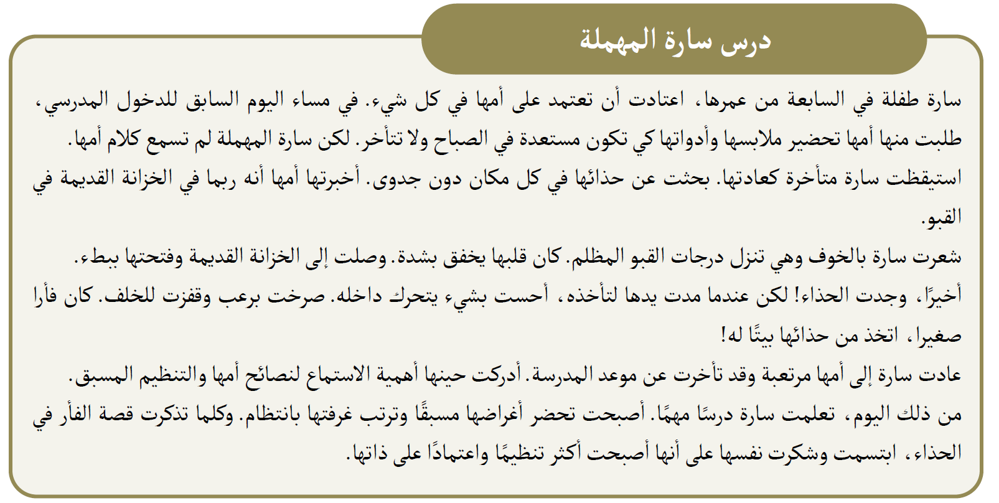 درس سارة المهملة
سارة طفلة في السابعة من عمرها، اعتادت أن تعتمد على أمها في كل شيء. في مساء اليوم السابق للدخول المدرسي،
طلبت منها أمها تحضير ملابسها وأدواتها كي تكون مستعدة في الصباح ولا تتأخر. لكن سارة المهملة لم تسمع كلام أمها.
استيقظت سارة متأخرة كعادتها. بحثت عن حذائها في كل مكان دون جدوى. أخبرتها أمها أنه ربما في الخزانة القديمة في
القبو.
شعرت سارة بالخوف وهي تنزل درجات القبو المظلم. كان قلبها يخفق بشدة. وصلت إلى الخزانة القديمة وفتحتها ببطء.
أخيرًا، وجدت الحذاء! لكن عندما مدت يدها لتأخذه، أحست بشيء يتحرك داخله. صرخت برعب وقفزت للخلف. كان فأرا
صغيرا، اتخذ من حذائها بيتًا له!
عادت سارة إلى أمها مرتعبة وقد تأخرت عن موعد المدرسة. أدركت حينها أهمية الاستماع لنصائح أمها والتنظيم المسبق.
من ذلك اليوم، تعلمت سارة درسًا مهمًا. أصبحت تحضر أغراضها مسبقًا وترتب غرفتها بانتظام. وكلما تذكرت قصة الفأر في
الحذاء، ابتسمت وشكرت نفسها على أنها أصبحت أكثر تنظيمًا واعتمادًا على ذاتها.